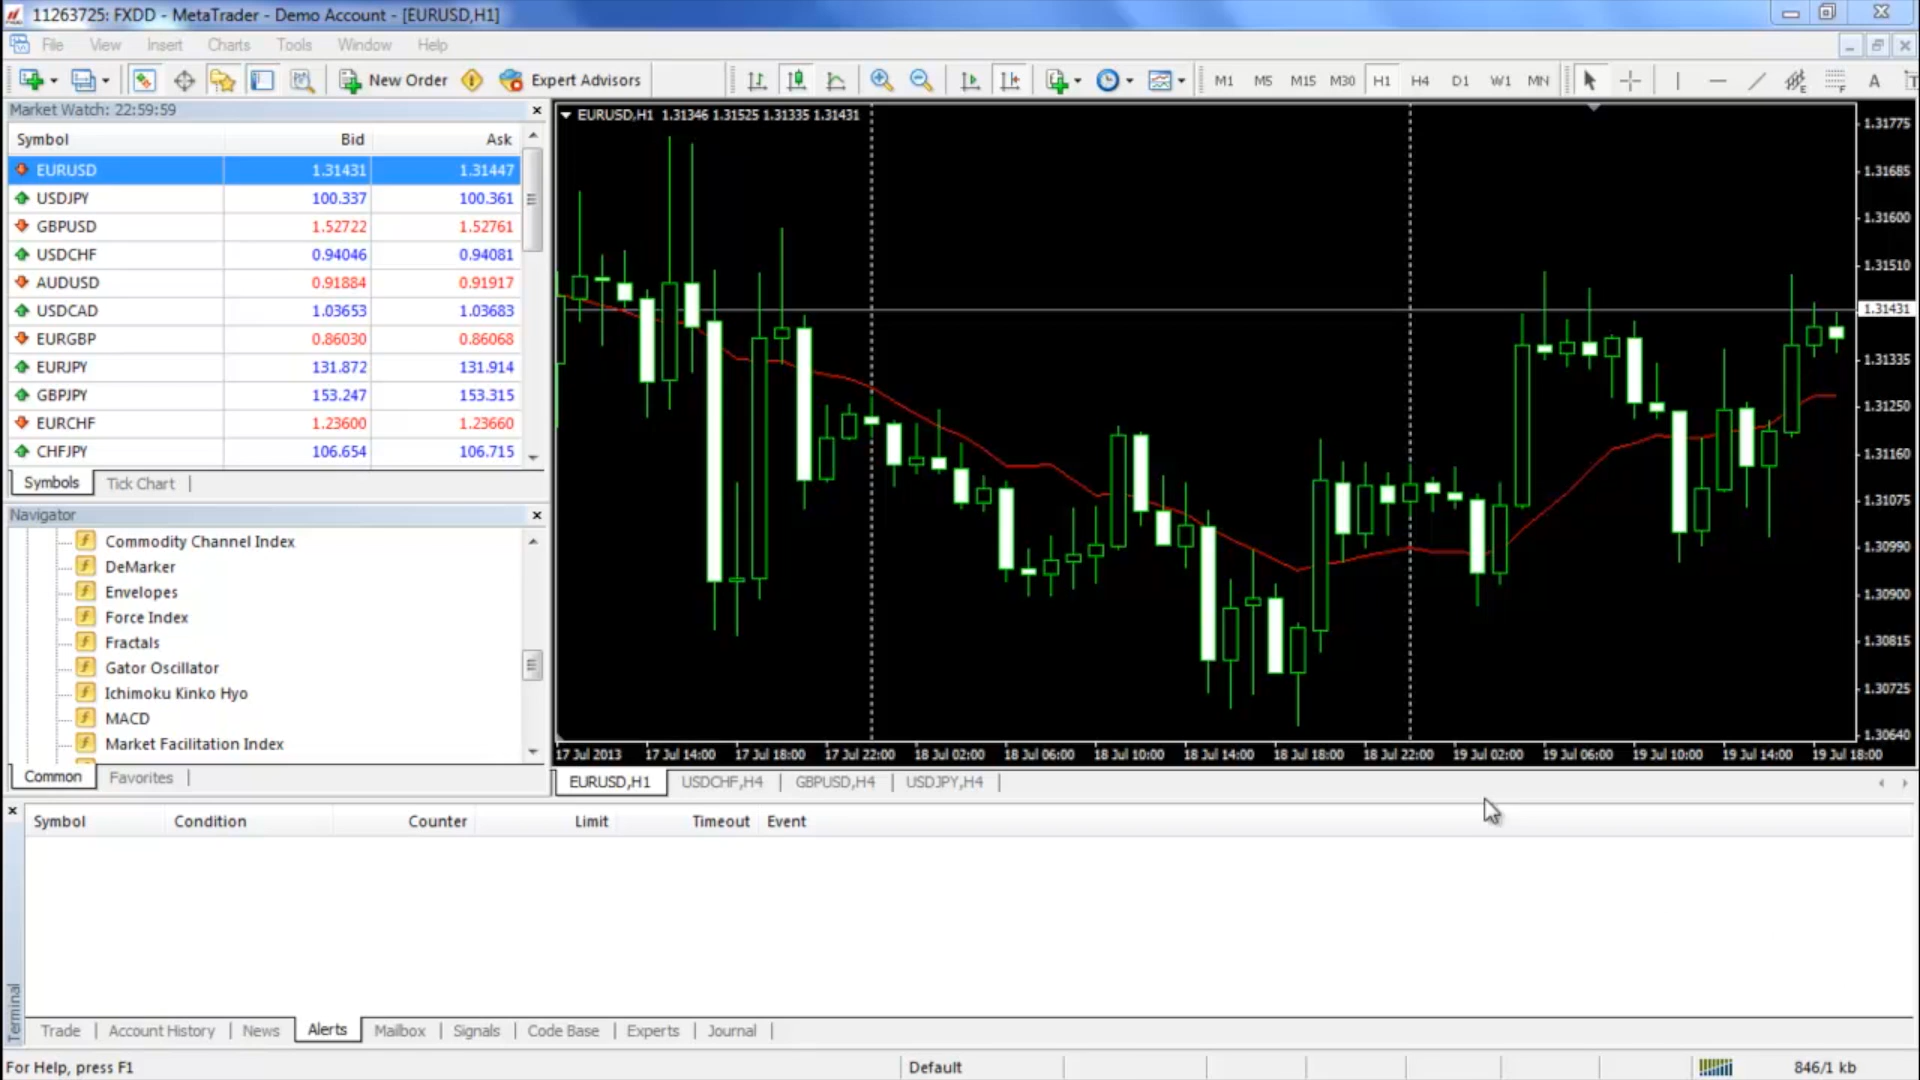 11263725: FXDD - MetaTrader - Demo Account - [EURUSD,H1]
File View Insert Charts Tools Window Help
New Order Expert Advisors M1 M5 M15 M30 H1 H4 D1 W1 MN A
Market Watch: 22:59:59
Symbol Bid Ask
EURUSD 1.31431 1.31447
USDJPY 100.337 100.361
GBPUSD 1.52722 1.52761
USDCHF 0.94046 0.94081
AUDUSD 0.91884 0.91917
USDCAD 1.03653 1.03683
EURGBP 0.86030 0.86068
EURJPY 131.872 131.914
GBPJPY 153.247 153.315
EURCHF 1.23600 1.23660
CHFJPY 106.654 106.715
Symbols Tick Chart
Navigator
Commodity Channel Index
DeMarker
Envelopes
Force Index
Fractals
Gator Oscillator
Ichimoku Kinko Hyo
MACD
Market Facilitation Index
Common Favorites
EURUSD,H1 1.31346 1.31525 1.31335 1.31431
1.31775
1.31685
1.31600
1.31510
1.31431
1.31335
1.31250
1.31160
1.31075
1.30990
1.30900
1.30815
1.30725
1.30640
17 Jul 2013 17 Jul 14:00 17 Jul 18:00 17 Jul 22:00 18 Jul 02:00 18 Jul 06:00 18 Jul 10:00 18 Jul 14:00 18 Jul 18:00 18 Jul 22:00 19 Jul 02:00 19 Jul 06:00 19 Jul 10:00 19 Jul 14:00 19 Jul 18:00
EURUSD,H1 USDCHF,H4 GBPUSD,H4 USDJPY,H4
Symbol Condition Counter Limit Timeout Event
Terminal
Trade Account History News Alerts Mailbox Signals Code Base Experts Journal
For Help, press F1 Default 846/1 kb